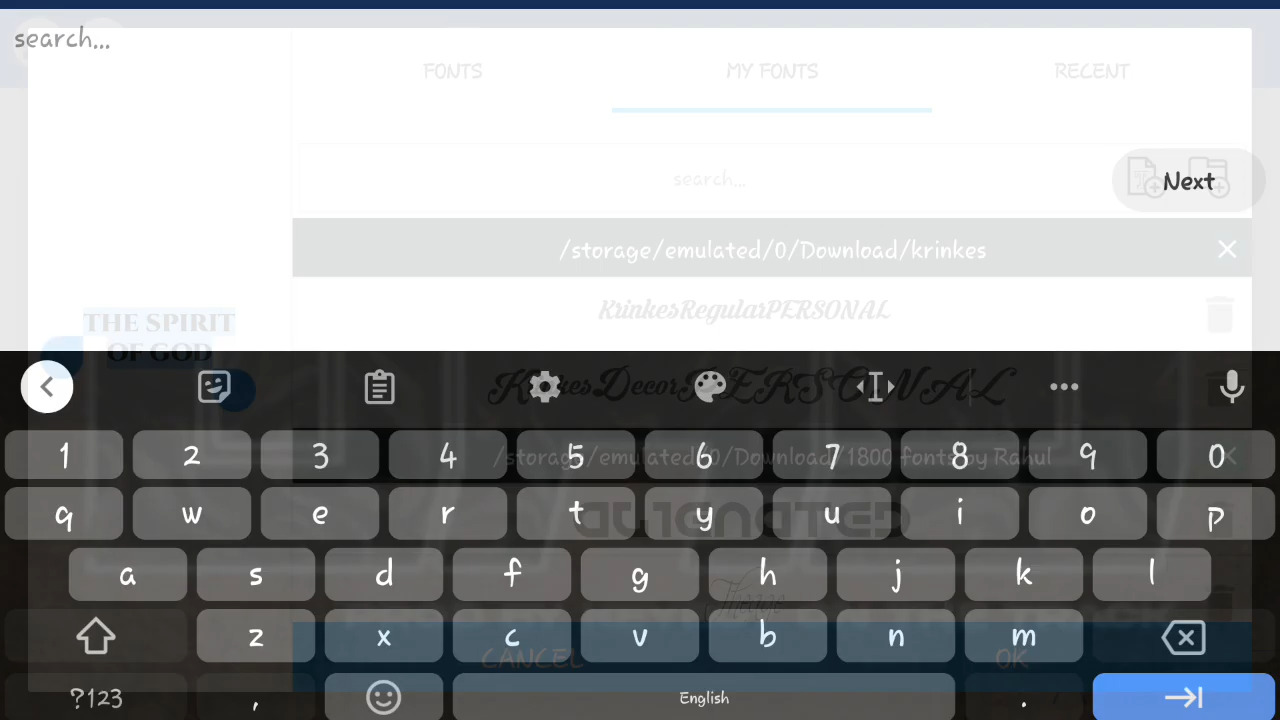 search...
FONTS MY FONTS RECENT
search...
Next
/storage/emulated/0/Download/krinkes
KrinkesRegularPERSONAL
THE SPIRIT
OF GOD
KrinkesDecorPERSONAL
1 2 3 4 5 6 7 8 9 0
/storage/emulated/0/Download/1800 fonts by Rahul
q w e r t y u i o p
a s d f g h j k l
z x c v b n m
CANCEL OK
?123 , English .